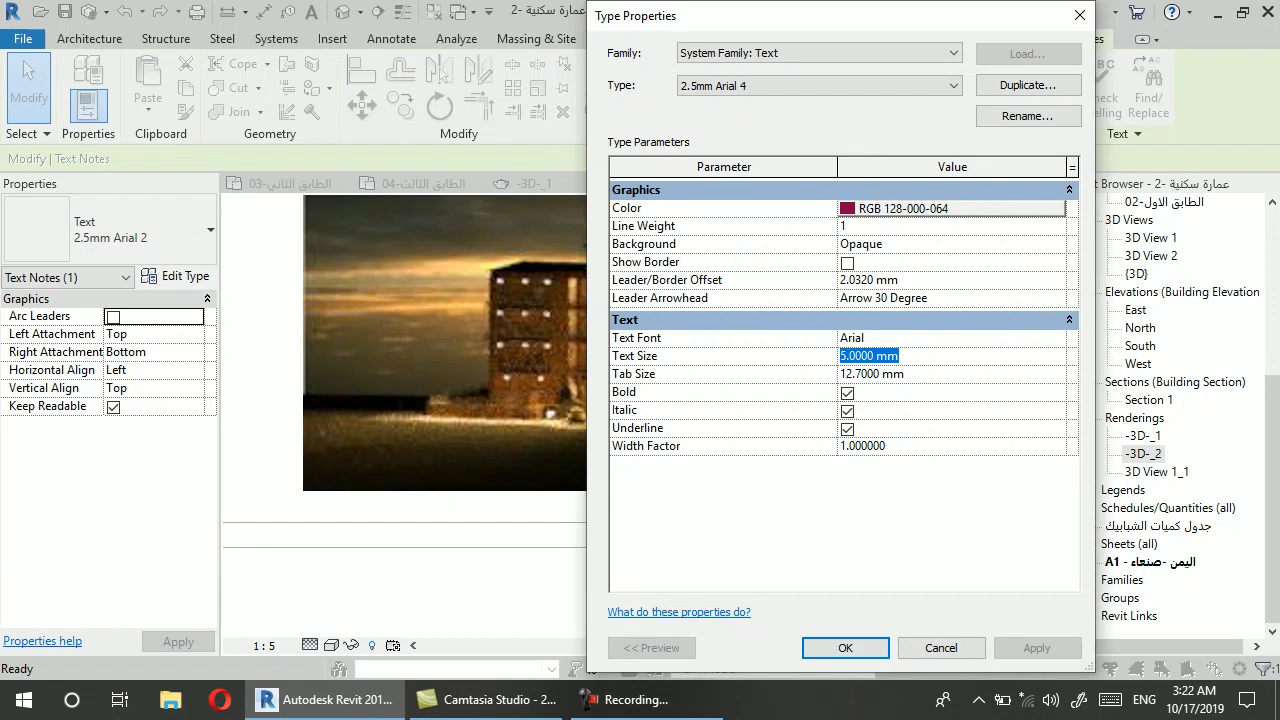 عمارة سكنية -2
File
Architecture
Structure
Steel
Systems
Insert
Annotate
Analyze
Massing & Site
Modify
Paste
Cope
Cut
Join
Find/
Replace
Select
Properties
Clipboard
Geometry
Modify
Text
Modify | Text Notes
Properties
Text
2.5mm Arial 2
Text Notes (1)
Edit Type
Graphics
Arc Leaders
Left Attachment Top
Right Attachment Bottom
Horizontal Align Left
Vertical Align Top
Keep Readable
Properties help
Apply
03-الطابق الثاني
04-الطابق الثالث
-3D-_1
1 : 5
Type Properties
Family: System Family: Text
Load...
Type: 2.5mm Arial 4
Duplicate...
Rename...
Type Parameters
Parameter Value =
Graphics
Color RGB 128-000-064
Line Weight 1
Background Opaque
Show Border
Leader/Border Offset 2.0320 mm
Leader Arrowhead Arrow 30 Degree
Text
Text Font Arial
Text Size 5.0000 mm
Tab Size 12.7000 mm
Bold
Italic
Underline
Width Factor 1.000000
What do these properties do?
<< Preview
OK
Cancel
Apply
t Browser - عمارة سكنية -2
02-الطابق الاول
3D Views
3D View 1
3D View 2
{3D}
Elevations (Building Elevation)
East
North
South
West
Sections (Building Section)
Section 1
Renderings
-3D-_1
-3D-_2
3D View 1_1
Legends
Schedules/Quantities (all)
جدول كميات الشبابيك
Sheets (all)
A1 - اليمن -صنعاء
Families
Groups
Revit Links
Ready
Autodesk Revit 201...
Camtasia Studio - 2...
Recording...
ENG
3:22 AM
10/17/2019